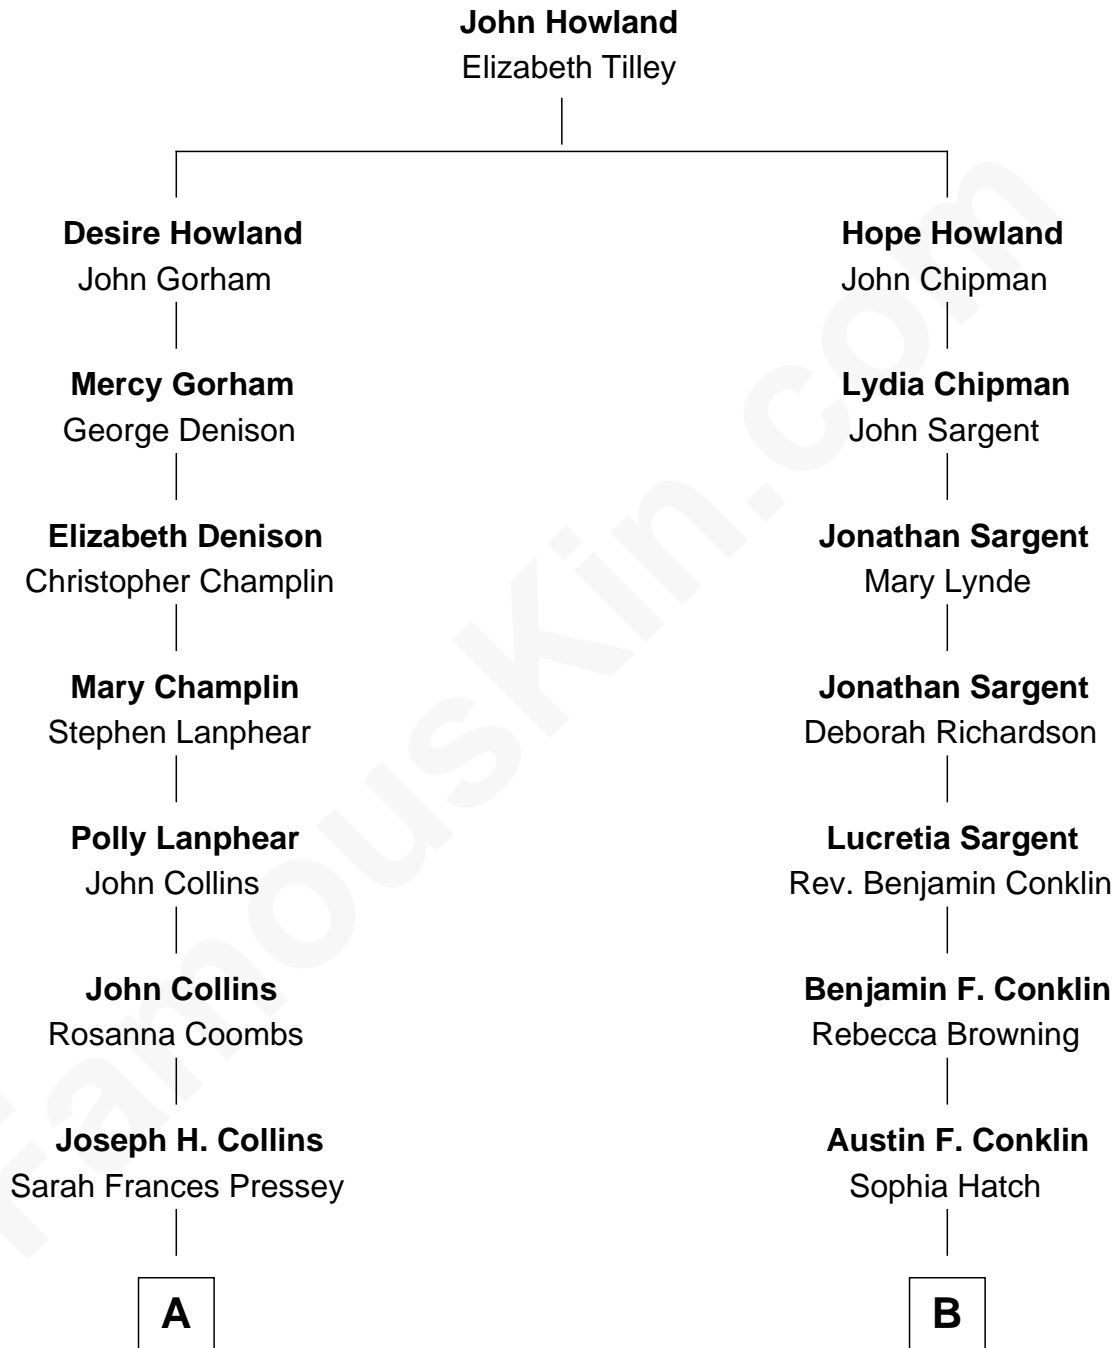 John Howland
Elizabeth Tilley
Desire Howland
John Gorham
Hope Howland
John Chipman
Mercy Gorham
George Denison
Lydia Chipman
John Sargent
Elizabeth Denison
Christopher Champlin
Jonathan Sargent
Mary Lynde
Mary Champlin
Stephen Lanphear
Jonathan Sargent
Deborah Richardson
Polly Lanphear
John Collins
Lucretia Sargent
Rev. Benjamin Conklin
John Collins
Rosanna Coombs
Benjamin F. Conklin
Rebecca Browning
Joseph H. Collins
Sarah Frances Pressey
Austin F. Conklin
Sophia Hatch
A
B
FamousKin.com